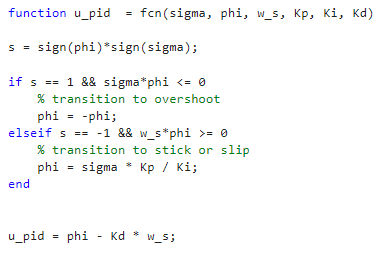 function u_pid  = fcn(sigma, phi, w_s, Kp, Ki, Kd)
s = sign(phi)*sign(sigma);
if s == 1 && sigma*phi <= 0
    % transition to overshoot
    phi = -phi;
elseif s == -1 && w_s*phi >= 0
    % transition to stick or slip
    phi = sigma * Kp / Ki;
end
u_pid = phi - Kd * w_s;